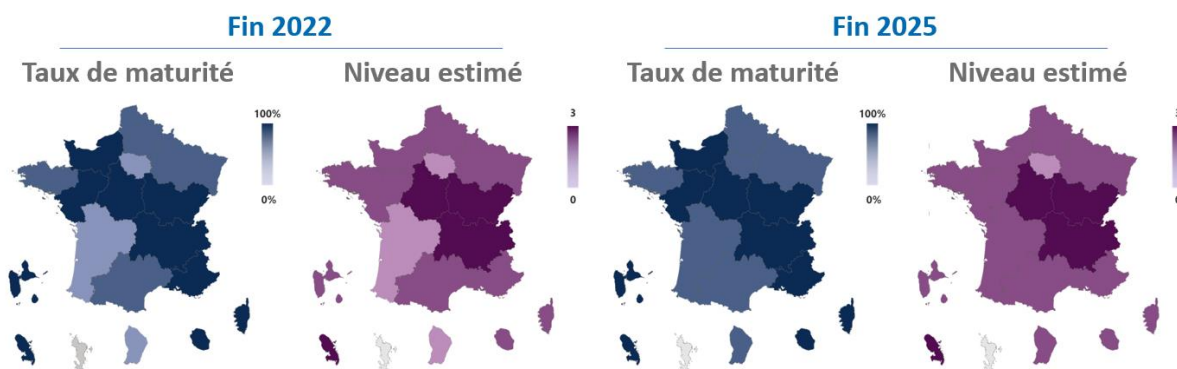 Fin 2022
Fin 2025
Taux de maturité
Niveau estimé
Taux de maturité
Niveau estimé
100%
0%
3
0
100%
0%